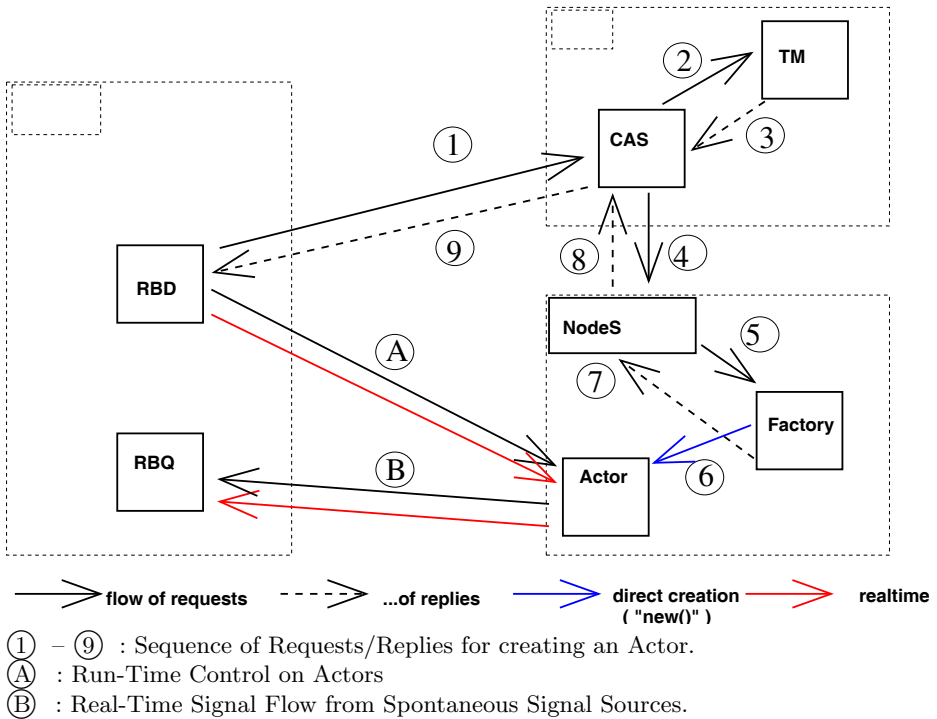 TM
2
CAS
3
1
9
8
4
RBD
NodeS
5
A
7
Factory
RBQ
B
Actor
6
flow of requests
...of replies
direct creation
( "new()" )
realtime
1 – 9 : Sequence of Requests/Replies for creating an Actor.
A : Run-Time Control on Actors
B : Real-Time Signal Flow from Spontaneous Signal Sources.